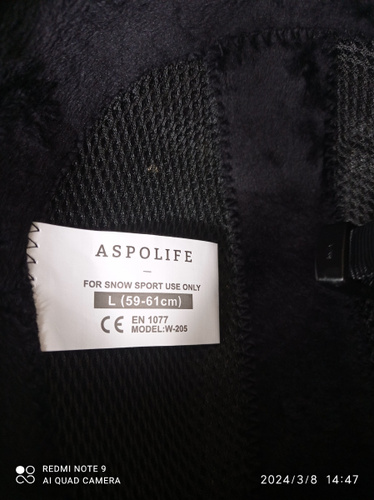 ASPOLIFE
FOR SNOW SPORT USE ONLY
L (59-61cm)
CE EN 1077
MODEL:W-205
REDMI NOTE 9
AI QUAD CAMERA
2024/3/8 14:47